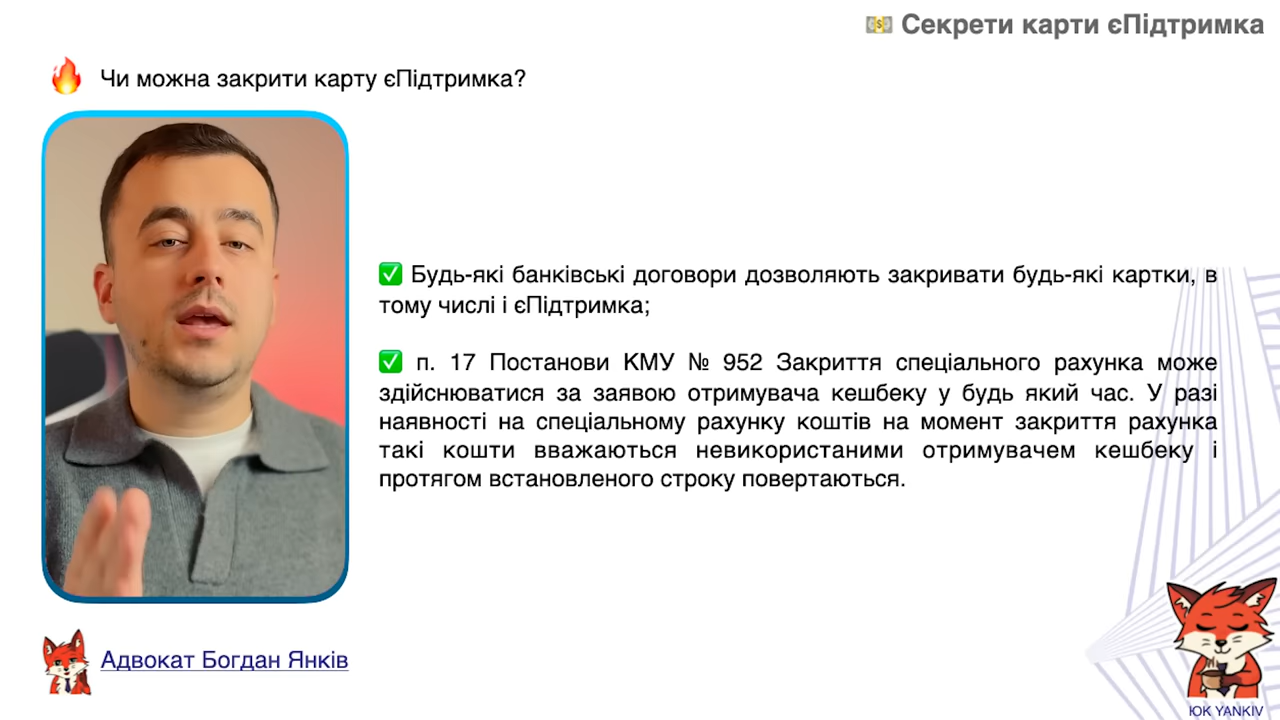 💵 Секрети карти єПідтримка
🔥 Чи можна закрити карту єПідтримка?
✅ Будь-які банківські договори дозволяють закривати будь-які картки, в
тому числі і єПідтримка;
✅ п. 17 Постанови КМУ № 952 Закриття спеціального рахунка може
здійснюватися за заявою отримувача кешбеку у будь який час. У разі
наявності на спеціальному рахунку коштів на момент закриття рахунка
такі кошти вважаються невикористаними отримувачем кешбеку і
протягом встановленого строку повертаються.
Адвокат Богдан Янків
ЮК YANKIV